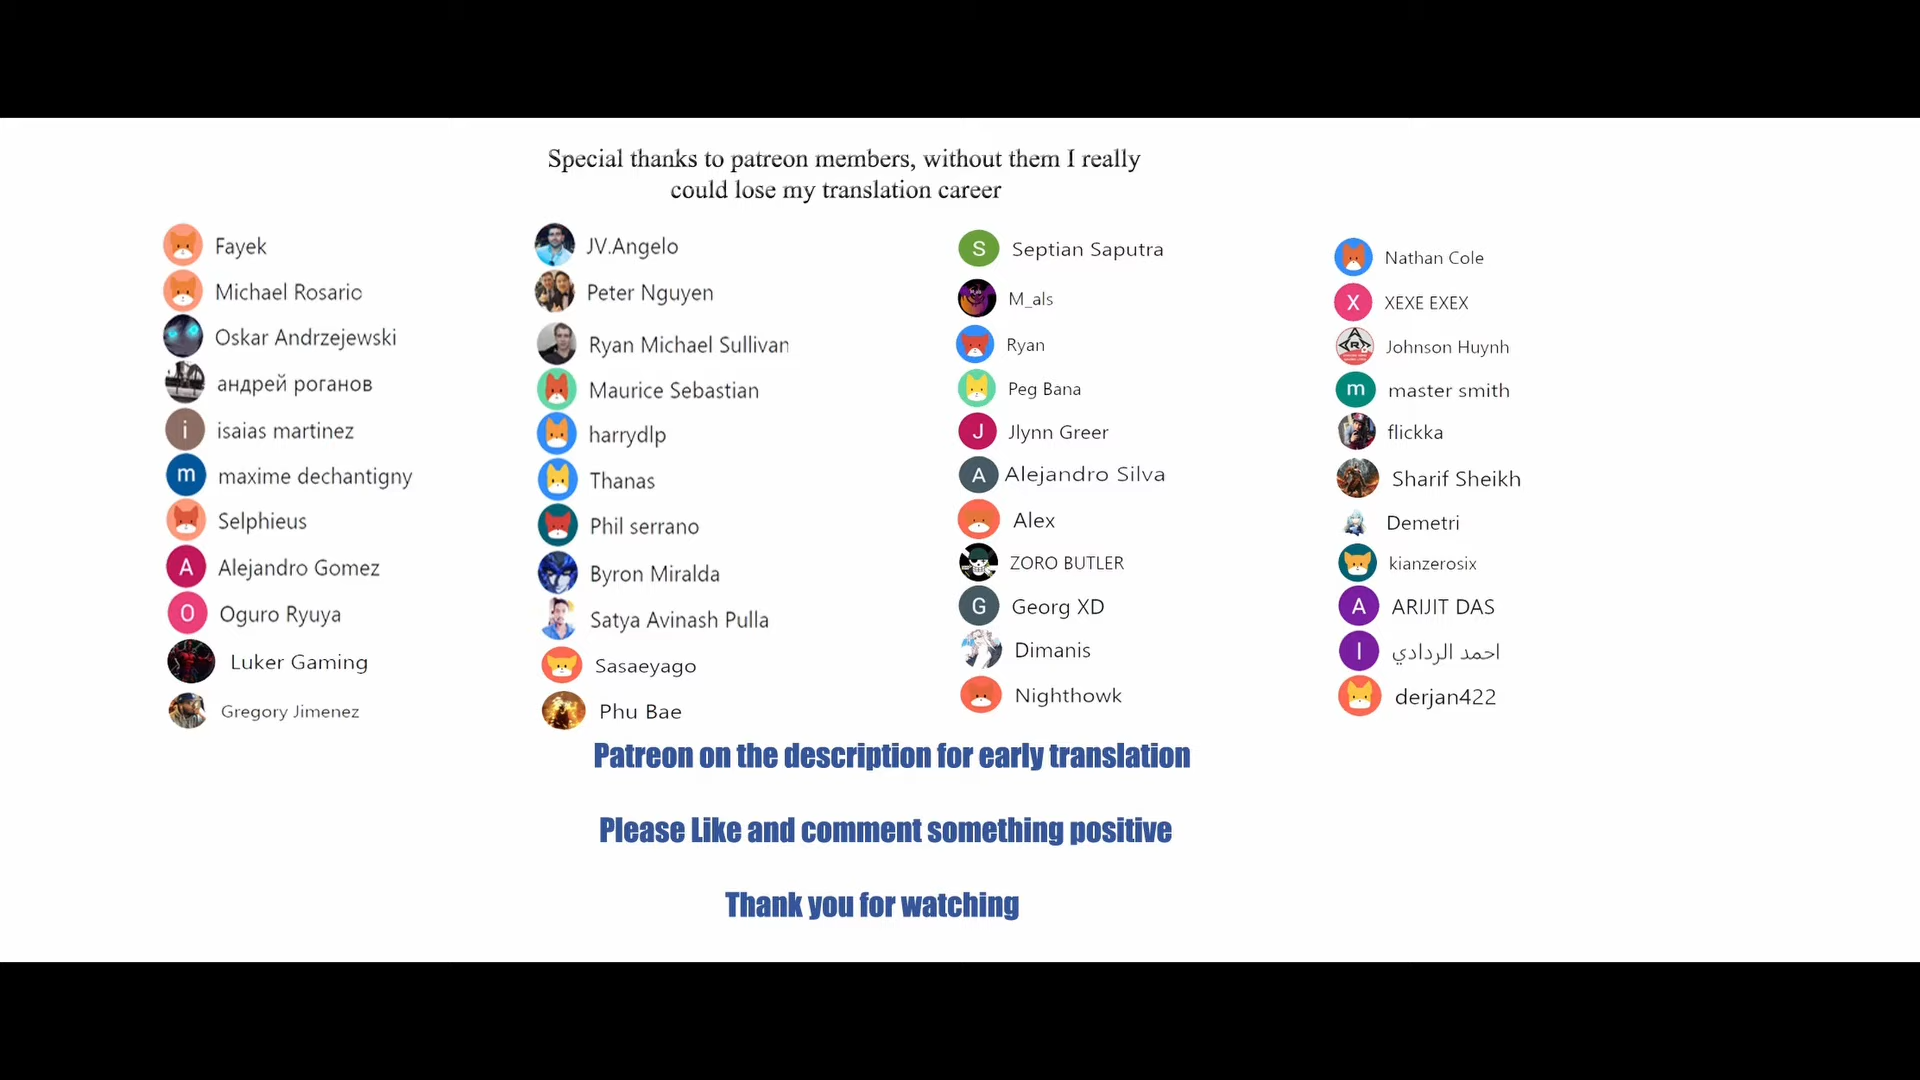 Special thanks to patreon members, without them I really
could lose my translation career
Fayek
Michael Rosario
Oskar Andrzejewski
андрей роганов
i isaias martinez
m maxime dechantigny
Selphieus
A Alejandro Gomez
O Oguro Ryuya
Luker Gaming
Gregory Jimenez
JV.Angelo
Peter Nguyen
Ryan Michael Sullivan
Maurice Sebastian
harrydlp
Thanas
Phil serrano
Byron Miralda
Satya Avinash Pulla
Sasaeyago
Phu Bae
S Septian Saputra
M_als
Ryan
Peg Bana
J Jlynn Greer
A Alejandro Silva
Alex
ZORO BUTLER
G Georg XD
Dimanis
Nighthowk
Nathan Cole
X XEXE EXEX
Johnson Huynh
m master smith
flickka
Sharif Sheikh
Demetri
kianzerosix
A ARIJIT DAS
I احمد الردادي
derjan422
Patreon on the description for early translation
Please Like and comment something positive
Thank you for watching